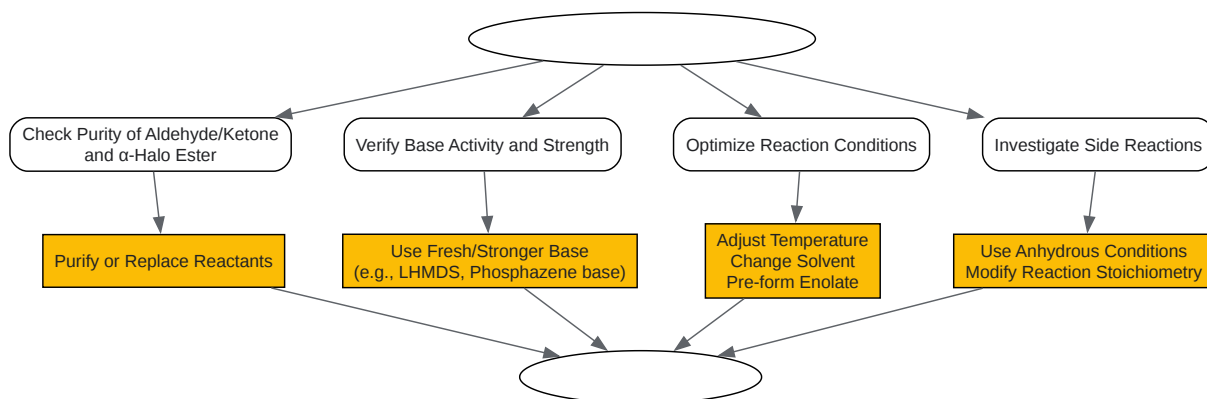 Check Purity of Aldehyde/Ketone
and α-Halo Ester
Verify Base Activity and Strength
Optimize Reaction Conditions
Investigate Side Reactions
Purify or Replace Reactants
Use Fresh/Stronger Base
(e.g., LHMDS, Phosphazene base)
Adjust Temperature
Change Solvent
Pre-form Enolate
Use Anhydrous Conditions
Modify Reaction Stoichiometry